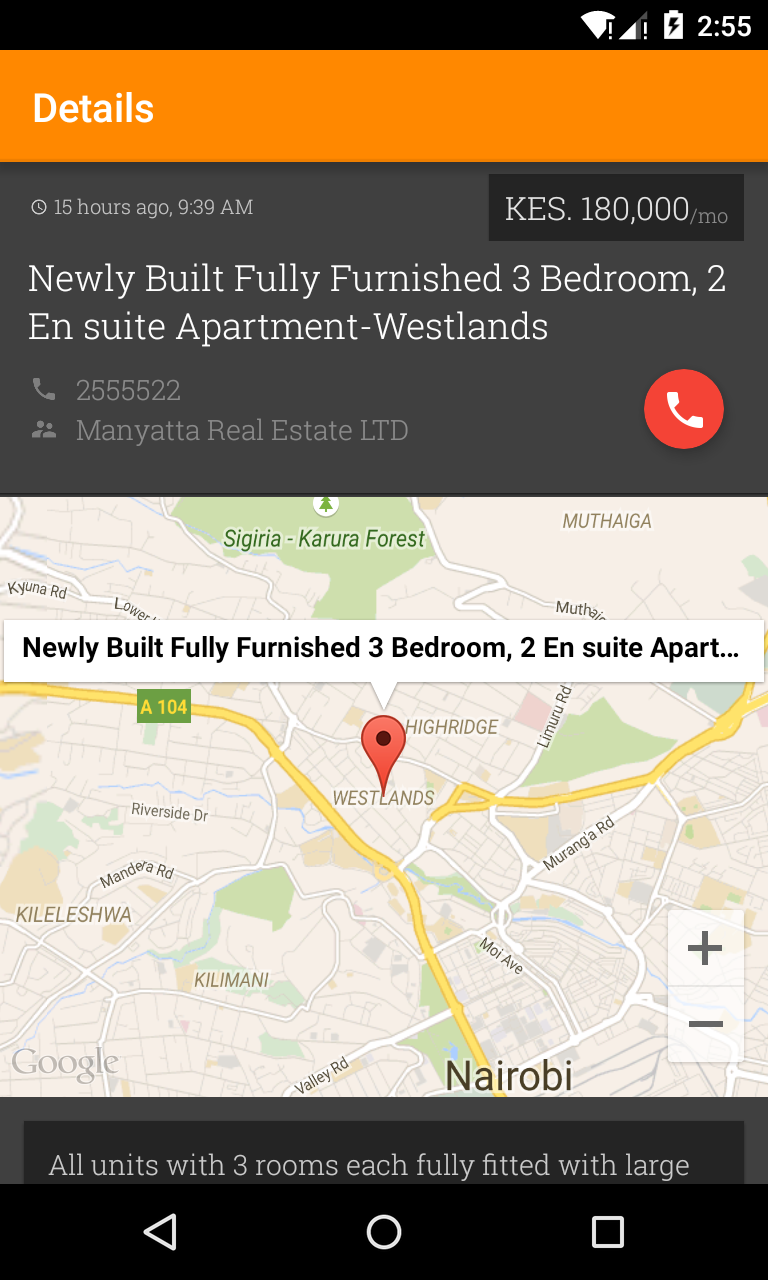 2:55
Details
15 hours ago, 9:39 AM
KES. 180,000/mo
Newly Built Fully Furnished 3 Bedroom, 2
En suite Apartment-Westlands
2555522
Manyatta Real Estate LTD
MUTHAIGA
Sigiria - Karura Forest
Kyuna Rd
Lower
Muthaig
Newly Built Fully Furnished 3 Bedroom, 2 En suite Apart...
A 104
HIGHRIDGE
Limuru Rd
WESTLANDS
Riverside Dr
Murang'a Rd
Mandera Rd
KILELESHWA
Moi Ave
KILIMANI
Google
Valley Rd
Nairobi
All units with 3 rooms each fully fitted with large